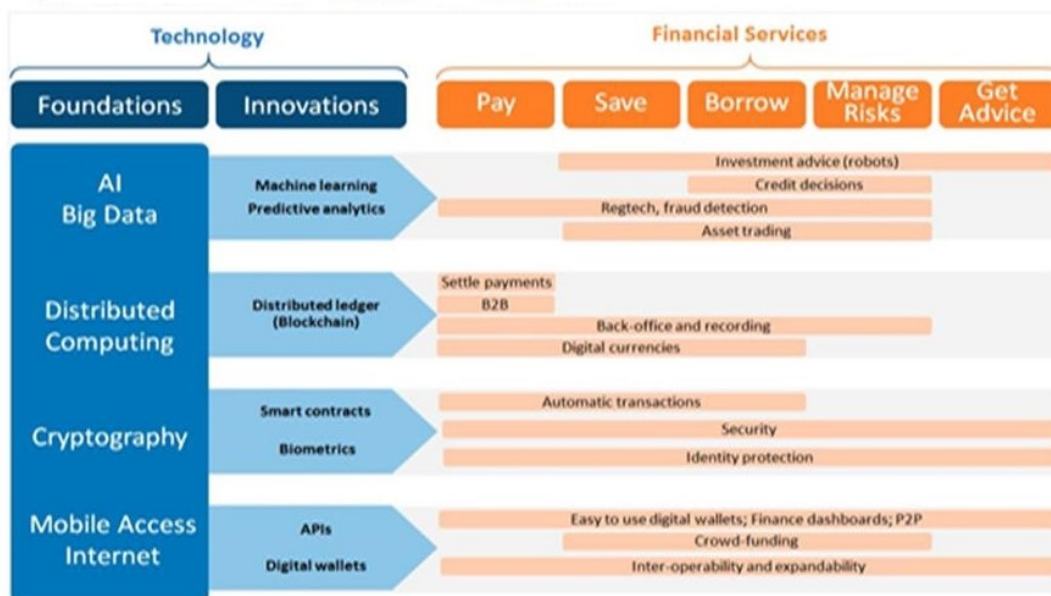 Technology
Financial Services
Foundations
Innovations
Pay
Save
Borrow
Manage
Risks
Get
Advice
AI
Big Data
Machine learning
Predictive analytics
Investment advice (robots)
Credit decisions
Regtech, fraud detection
Asset trading
Distributed
Computing
Distributed ledger
(Blockchain)
Settle payments
B2B
Back-office and recording
Digital currencies
Cryptography
Smart contracts
Biometrics
Automatic transactions
Security
Identity protection
Mobile Access
Internet
APIs
Digital wallets
Easy to use digital wallets; Finance dashboards; P2P
Crowd-funding
Inter-operability and expandability